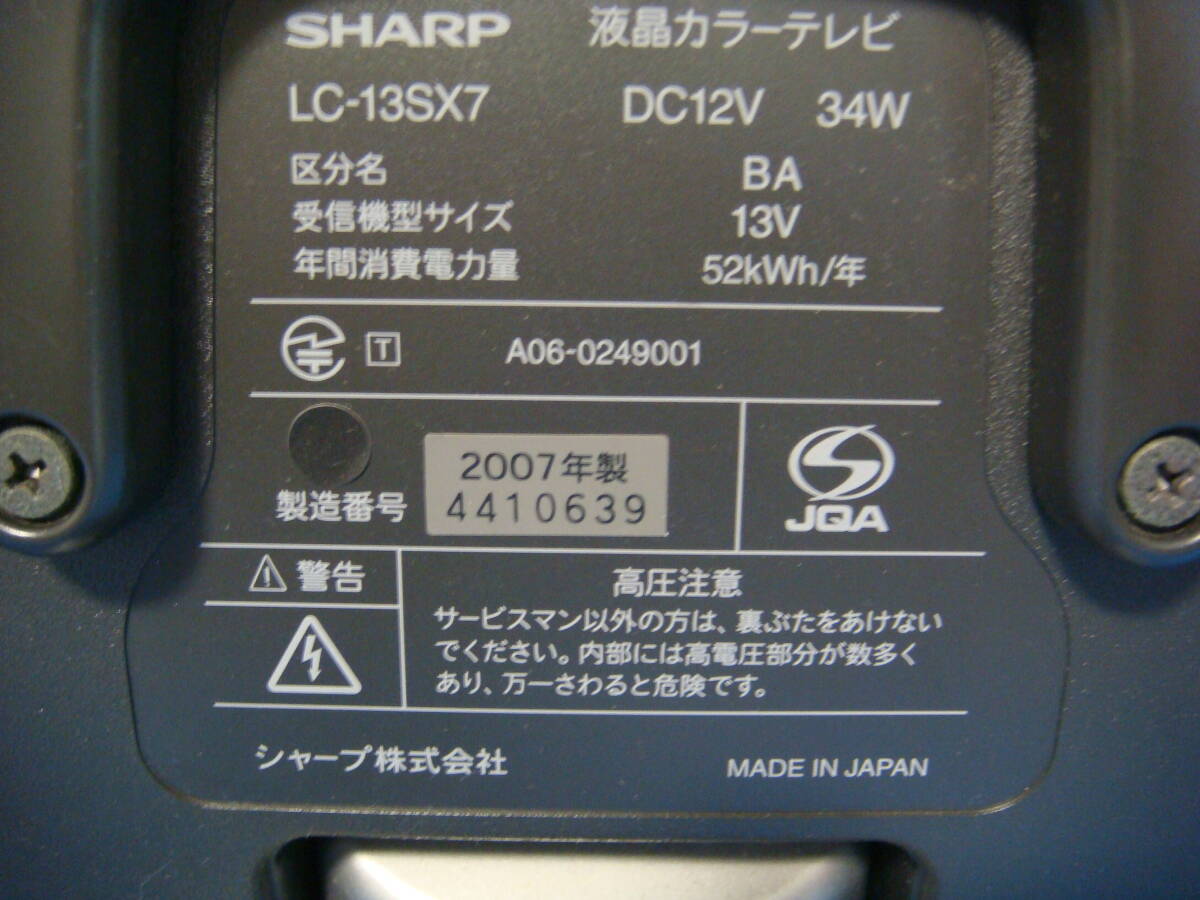 SHARP 液晶カラーテレビ
LC-13SX7 DC12V 34W
区分名 BA
受信機型サイズ 13V
年間消費電力量 52kWh/年
T A06-0249001
2007年製
製造番号 4410639
JQA
警告
高圧注意
サービスマン以外の方は、裏ぶたをあけない
でください。内部には高電圧部分が数多く
あり、万一さわると危険です。
シャープ株式会社 MADE IN JAPAN